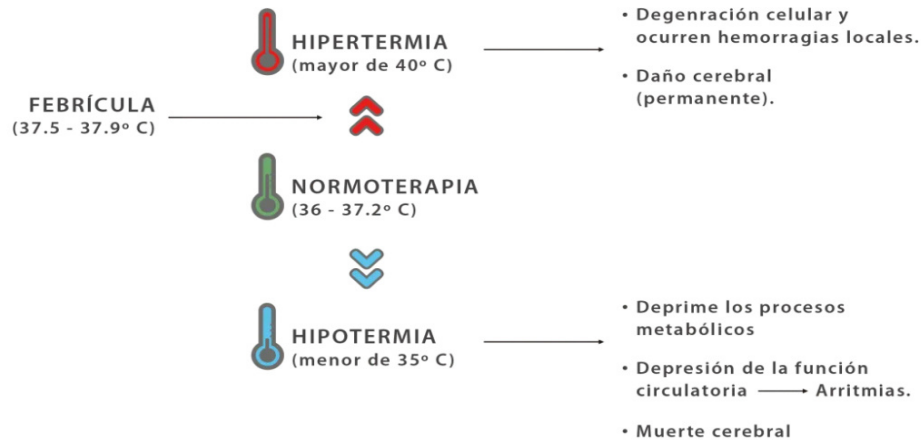 HIPERTERMIA
(mayor de 40º C)
• Degenración celular y
ocurren hemorragias locales.
• Daño cerebral
(permanente).
FEBRÍCULA
(37.5 - 37.9º C)
NORMOTERAPIA
(36 - 37.2º C)
HIPOTERMIA
(menor de 35º C)
• Deprime los procesos
metabólicos
• Depresión de la función
circulatoria ⟶ Arritmias.
• Muerte cerebral